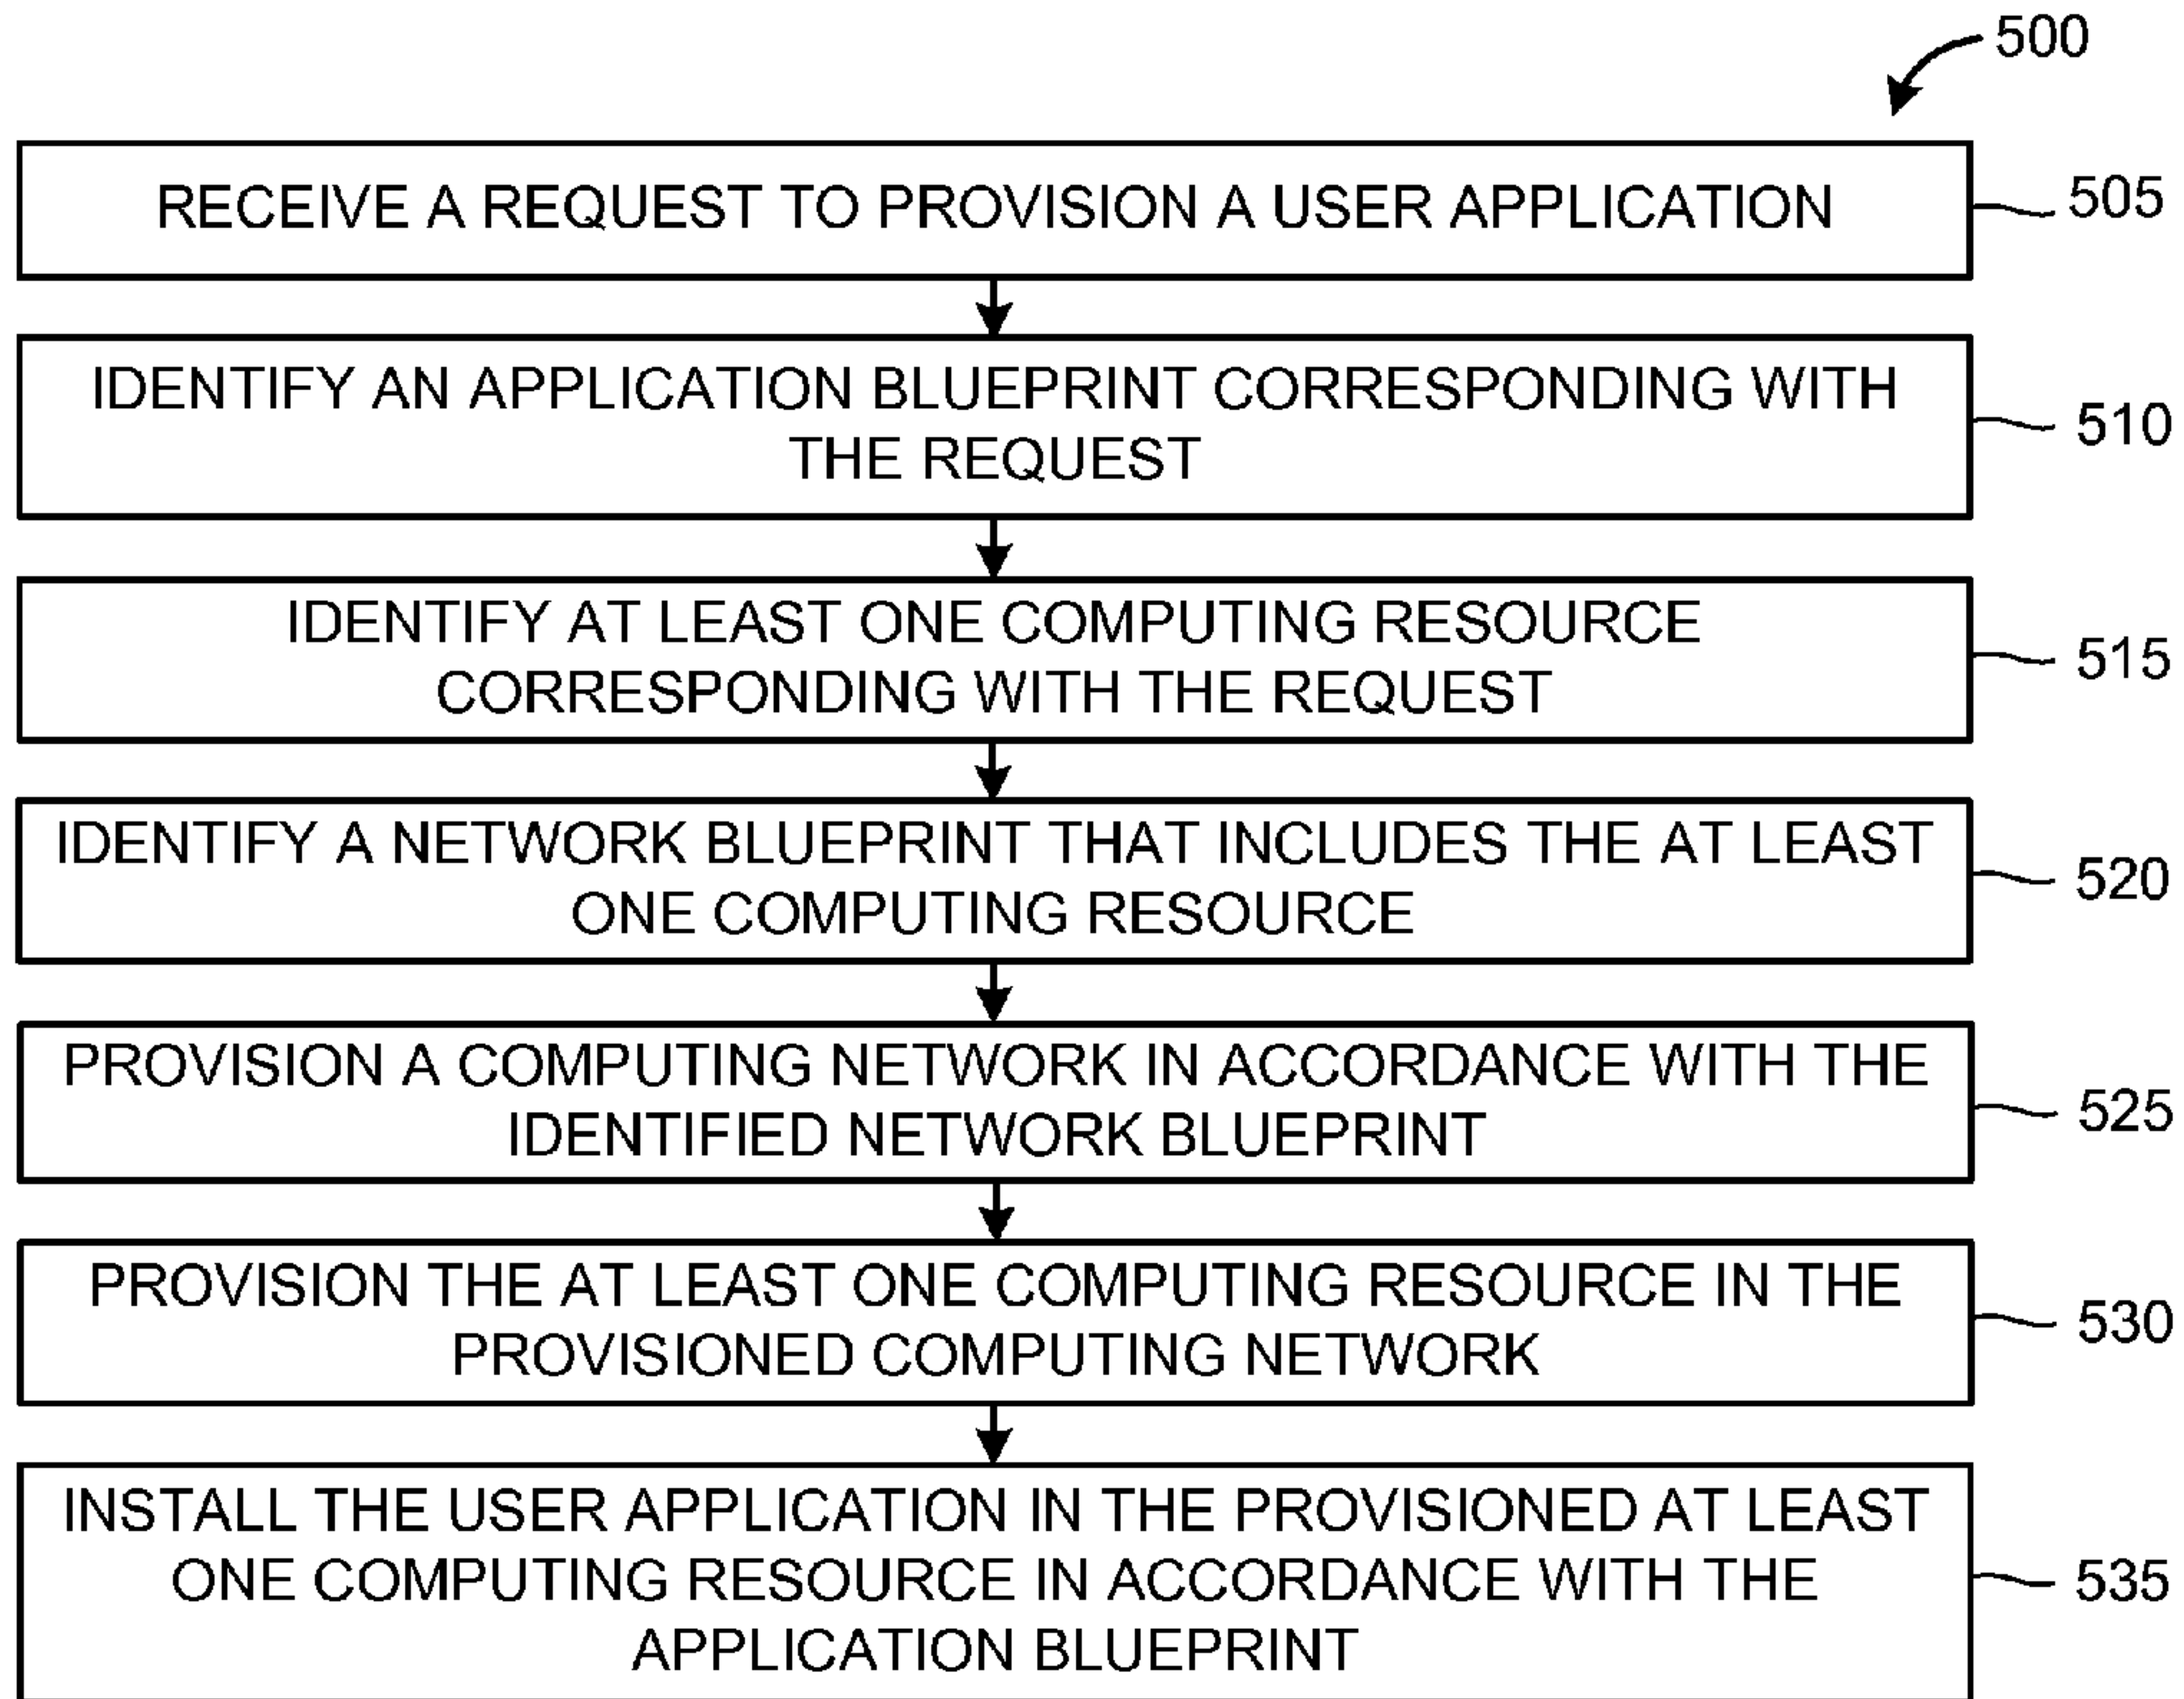 500
RECEIVE A REQUEST TO PROVISION A USER APPLICATION
505
IDENTIFY AN APPLICATION BLUEPRINT CORRESPONDING WITH
THE REQUEST
510
IDENTIFY AT LEAST ONE COMPUTING RESOURCE
CORRESPONDING WITH THE REQUEST
515
IDENTIFY A NETWORK BLUEPRINT THAT INCLUDES THE AT LEAST
ONE COMPUTING RESOURCE
520
PROVISION A COMPUTING NETWORK IN ACCORDANCE WITH THE
IDENTIFIED NETWORK BLUEPRINT
525
PROVISION THE AT LEAST ONE COMPUTING RESOURCE IN THE
PROVISIONED COMPUTING NETWORK
530
INSTALL THE USER APPLICATION IN THE PROVISIONED AT LEAST
ONE COMPUTING RESOURCE IN ACCORDANCE WITH THE
APPLICATION BLUEPRINT
535